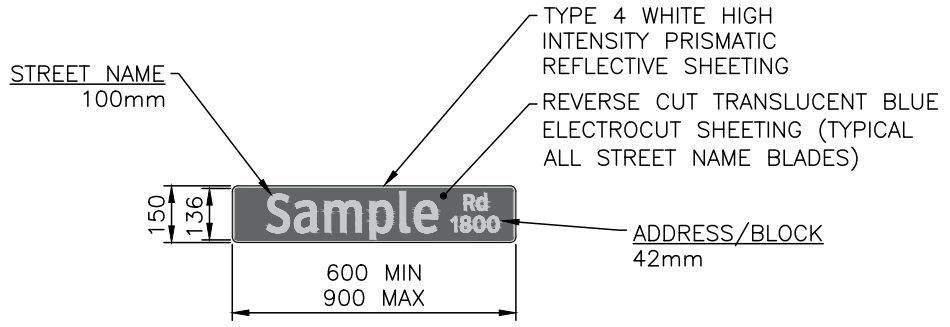 TYPE 4 WHITE HIGH
INTENSITY PRISMATIC
REFLECTIVE SHEETING
STREET NAME
100mm
REVERSE CUT TRANSLUCENT BLUE
ELECTROCUT SHEETING (TYPICAL
ALL STREET NAME BLADES)
150
136
Sample Rd
1800
ADDRESS/BLOCK
42mm
600 MIN
900 MAX